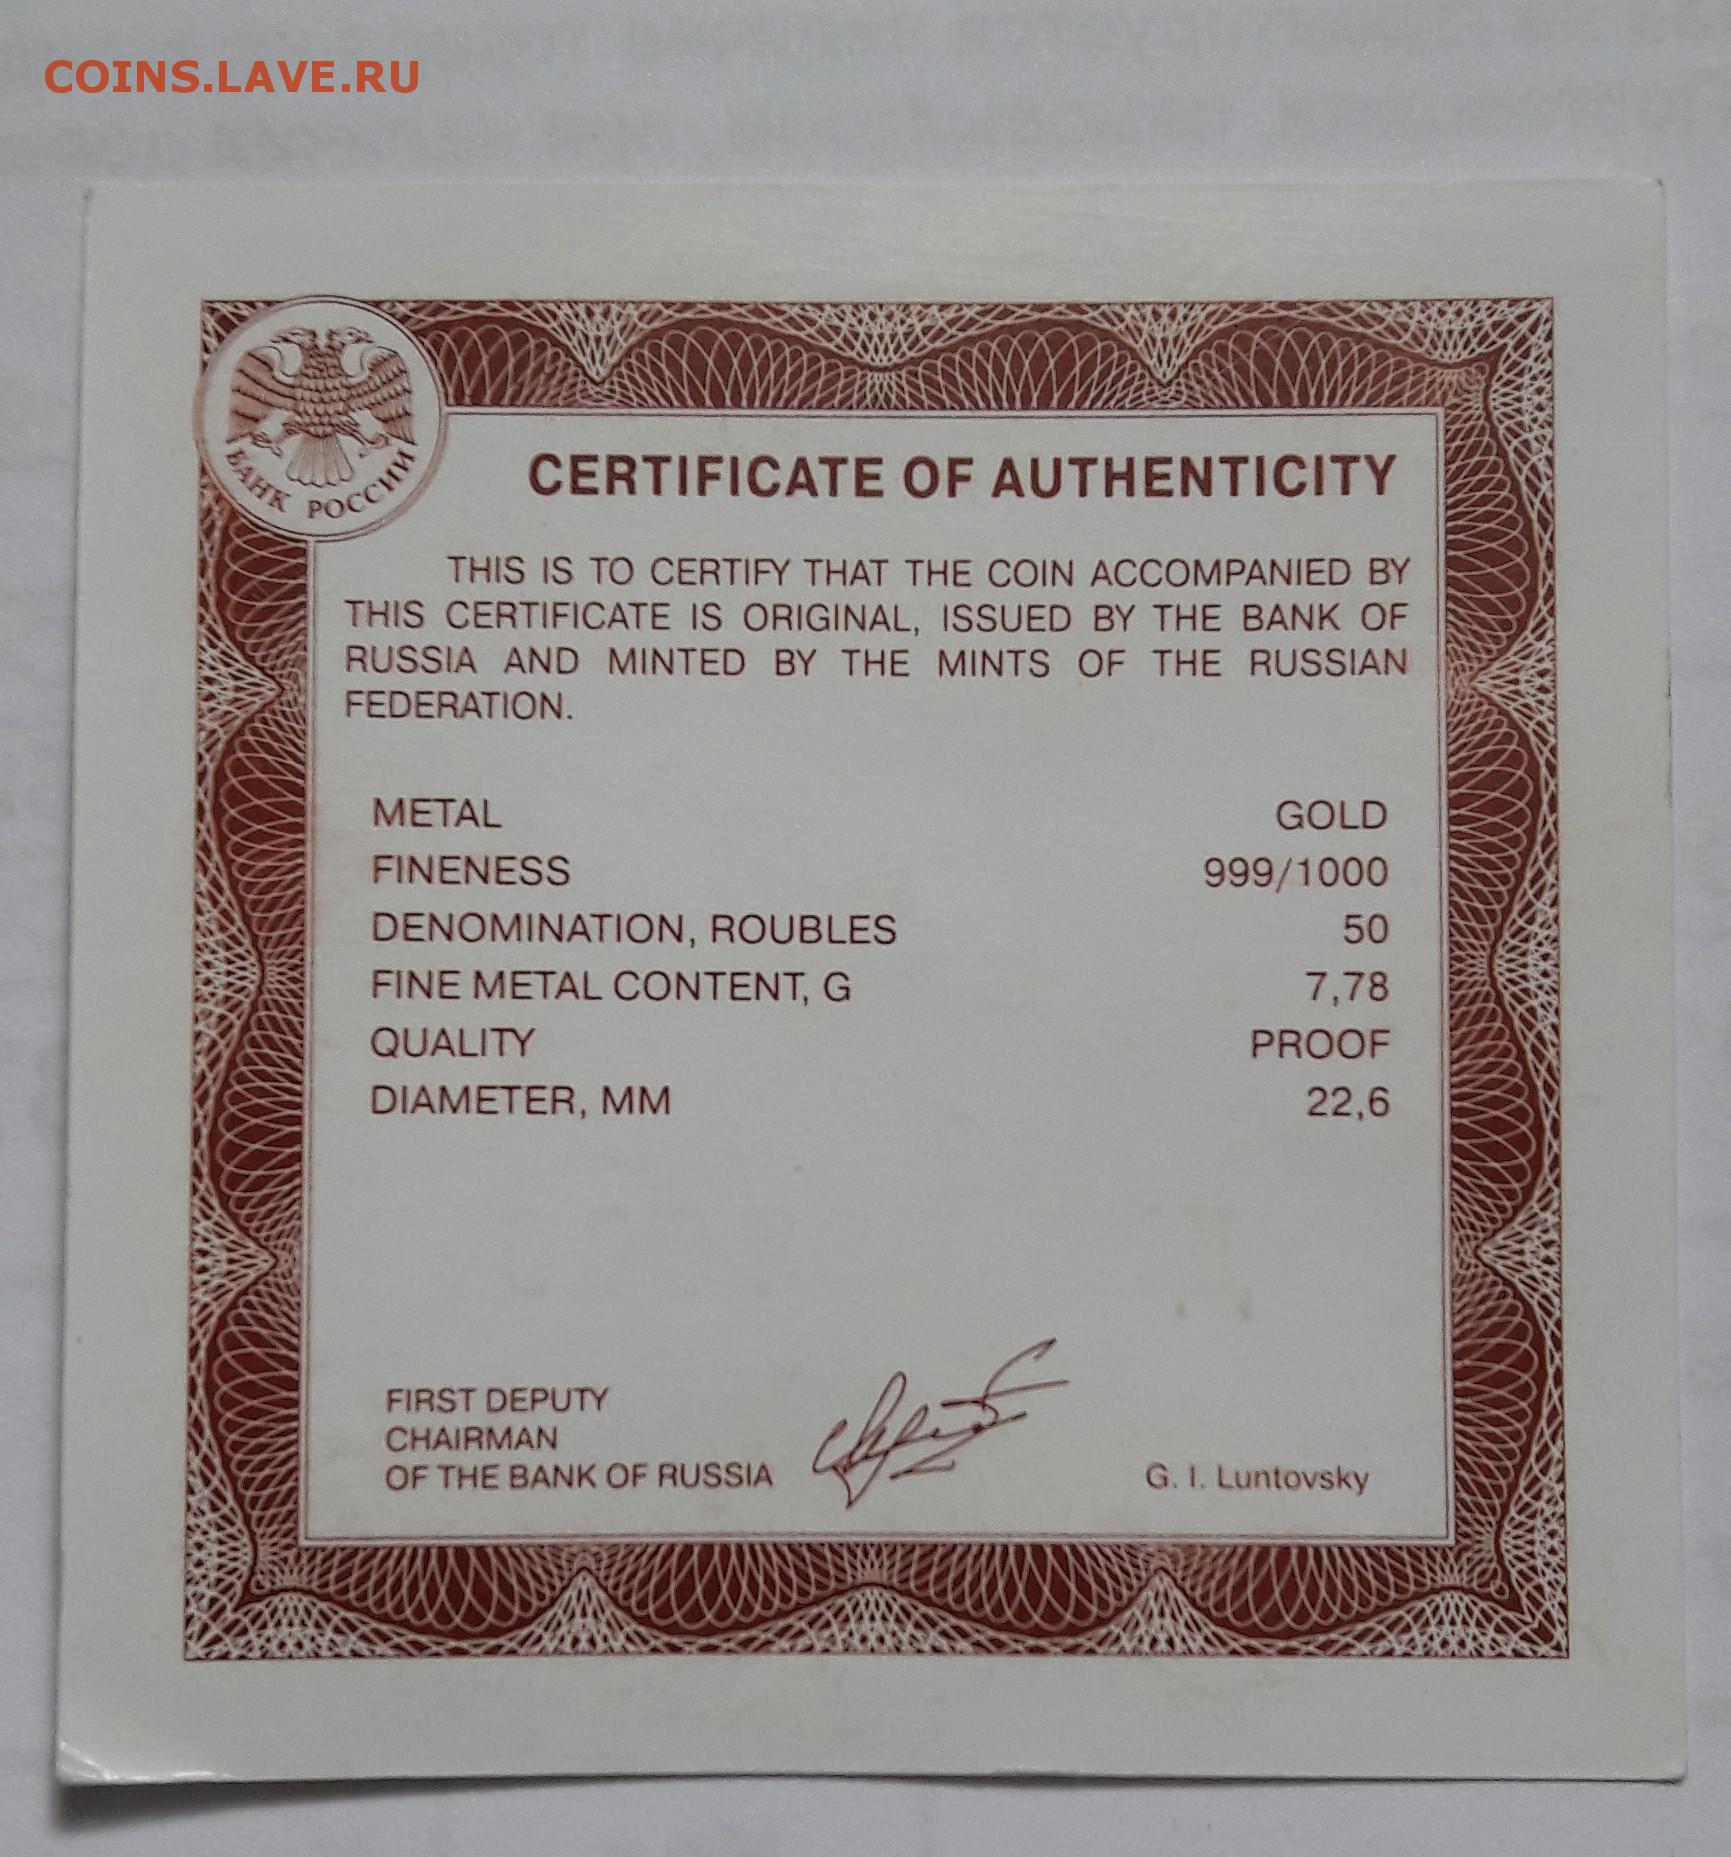 COINS.LAVE.RU
БАНК РОССИИ
CERTIFICATE OF AUTHENTICITY
THIS IS TO CERTIFY THAT THE COIN ACCOMPANIED BY
THIS CERTIFICATE IS ORIGINAL, ISSUED BY THE BANK OF
RUSSIA AND MINTED BY THE MINTS OF THE RUSSIAN
FEDERATION.
METAL GOLD
FINENESS 999/1000
DENOMINATION, ROUBLES 50
FINE METAL CONTENT, G 7,78
QUALITY PROOF
DIAMETER, MM 22,6
FIRST DEPUTY
CHAIRMAN
OF THE BANK OF RUSSIA G. I. Luntovsky